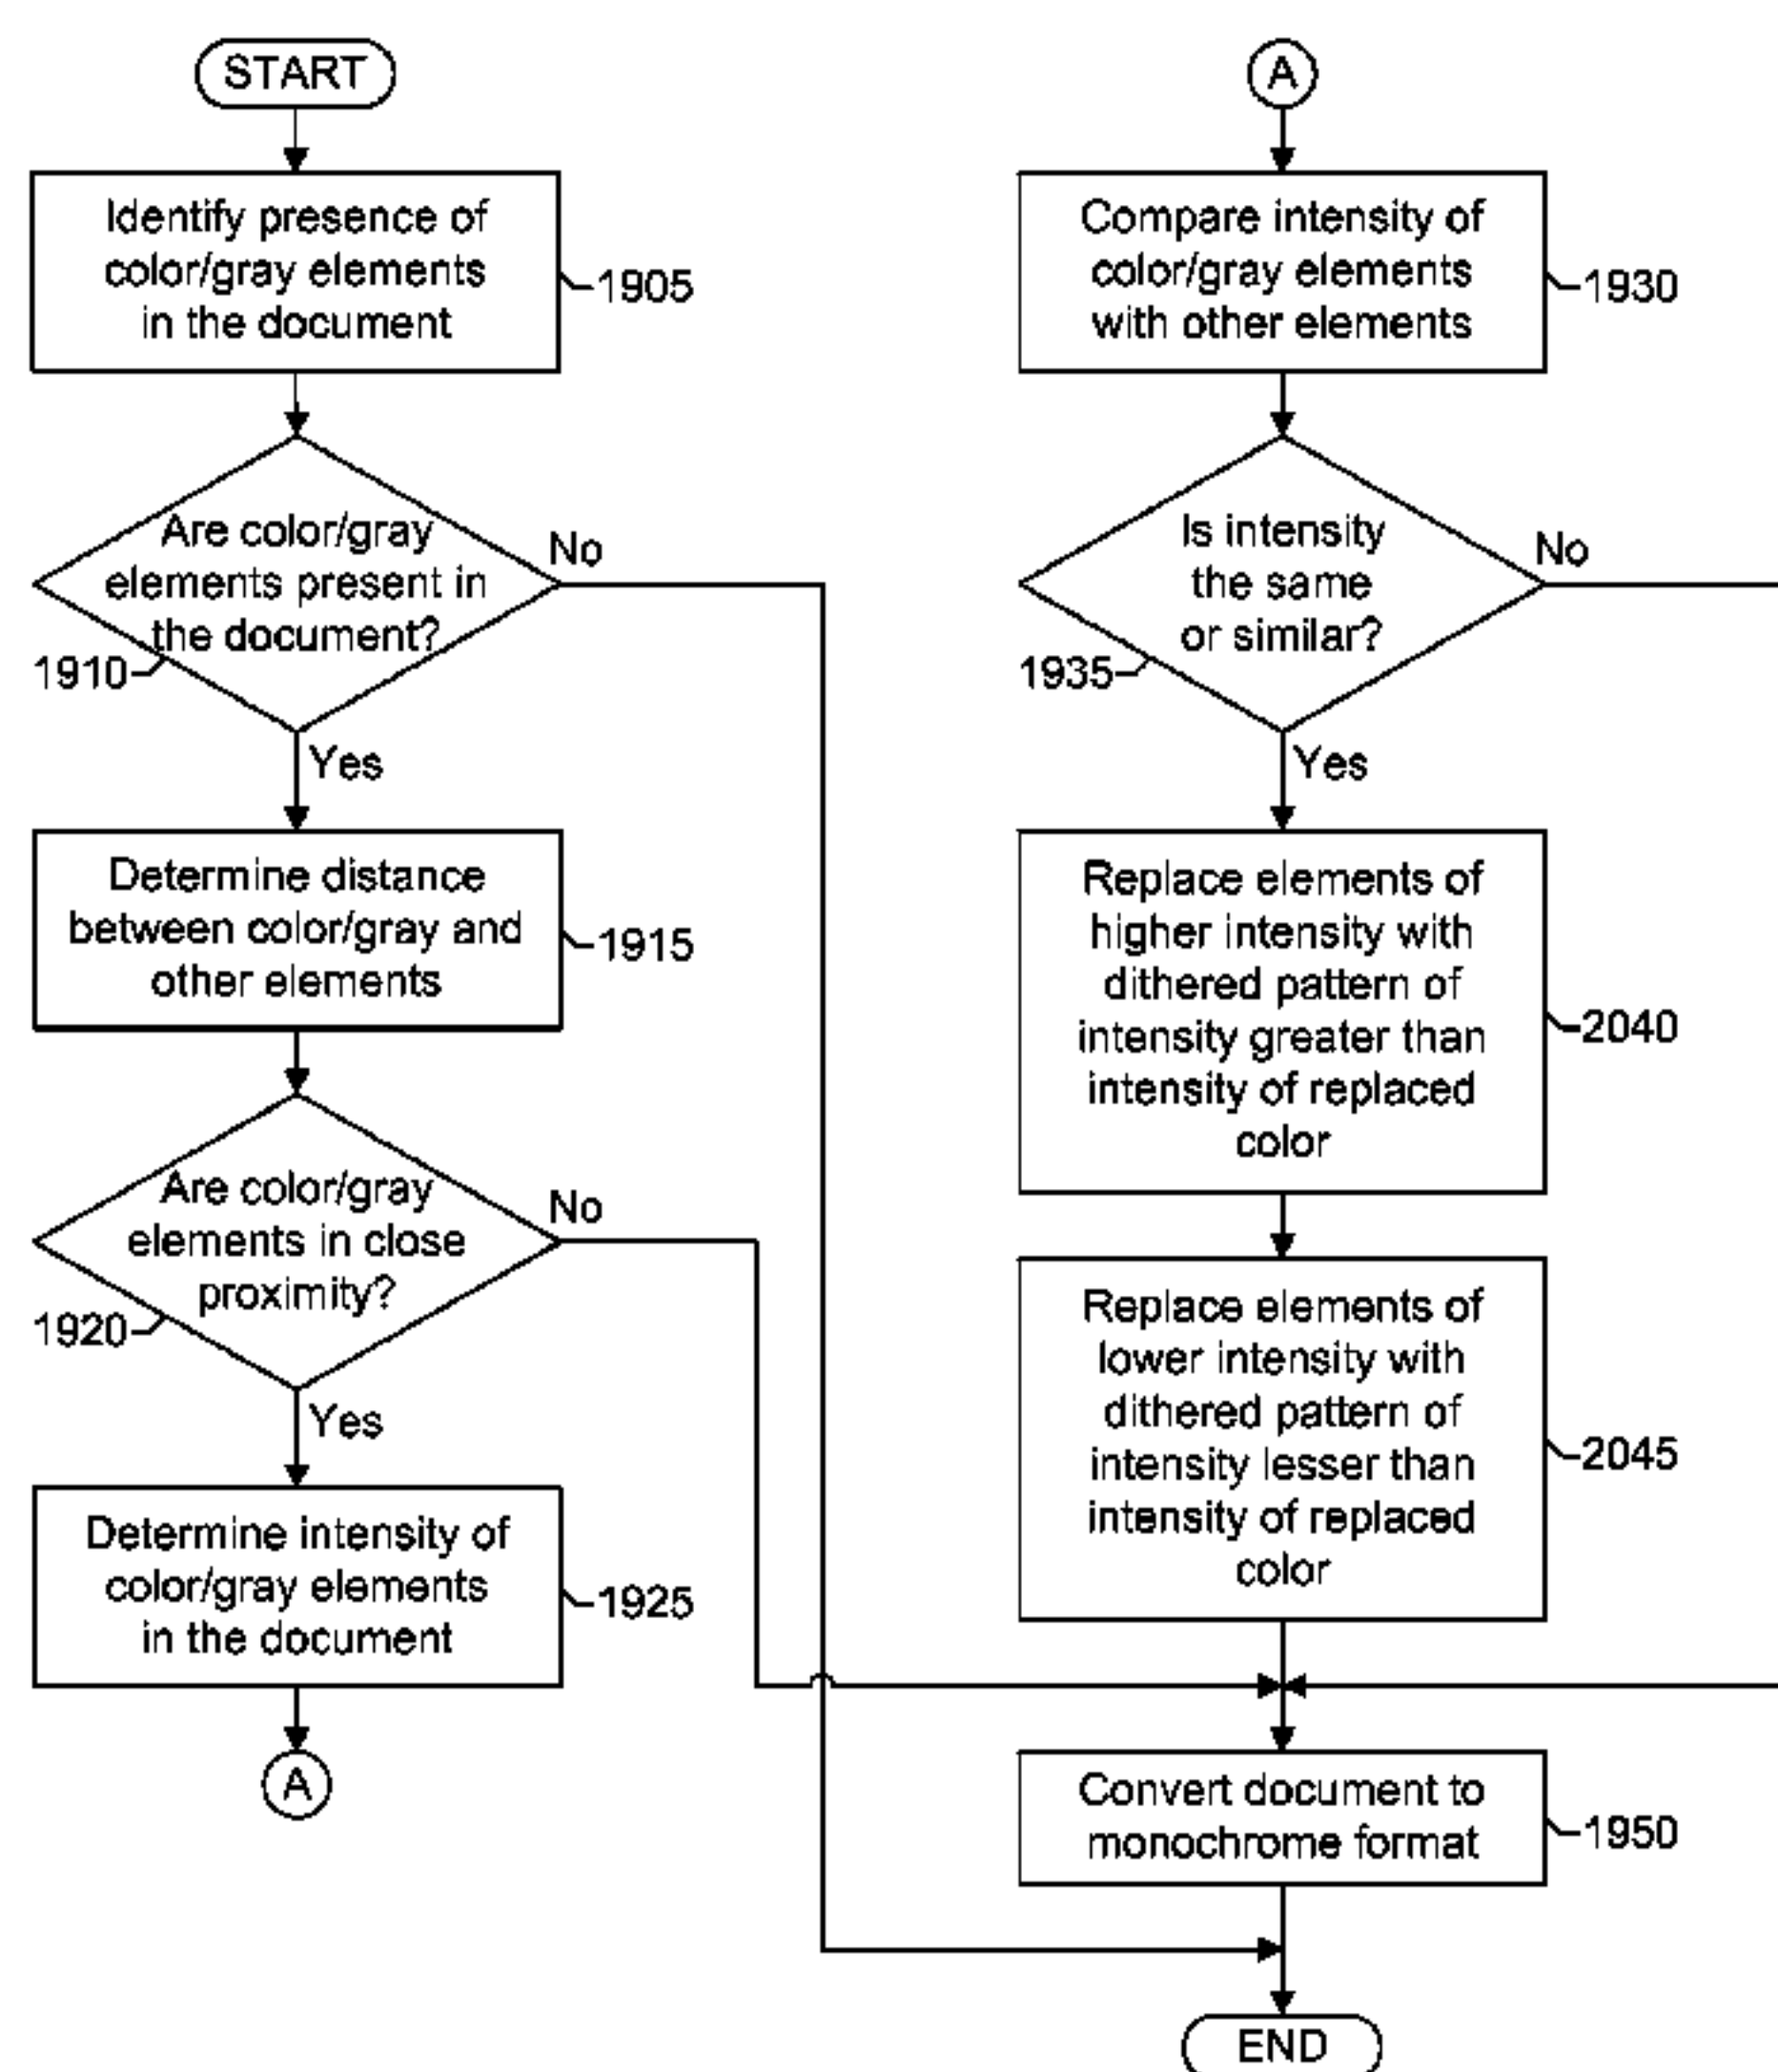 START
Identify presence of
color/gray elements
in the document
1905
Are color/gray
elements present in
the document?
No
1910
Yes
Determine distance
between color/gray and
other elements
1915
Are color/gray
elements in close
proximity?
No
1920
Yes
Determine intensity of
color/gray elements
in the document
1925
A
A
Compare intensity of
color/gray elements
with other elements
1930
Is intensity
the same
or similar?
No
1935
Yes
Replace elements of
higher intensity with
dithered pattern of
intensity greater than
intensity of replaced
color
2040
Replace elements of
lower intensity with
dithered pattern of
intensity lesser than
intensity of replaced
color
2045
Convert document to
monochrome format
1950
END